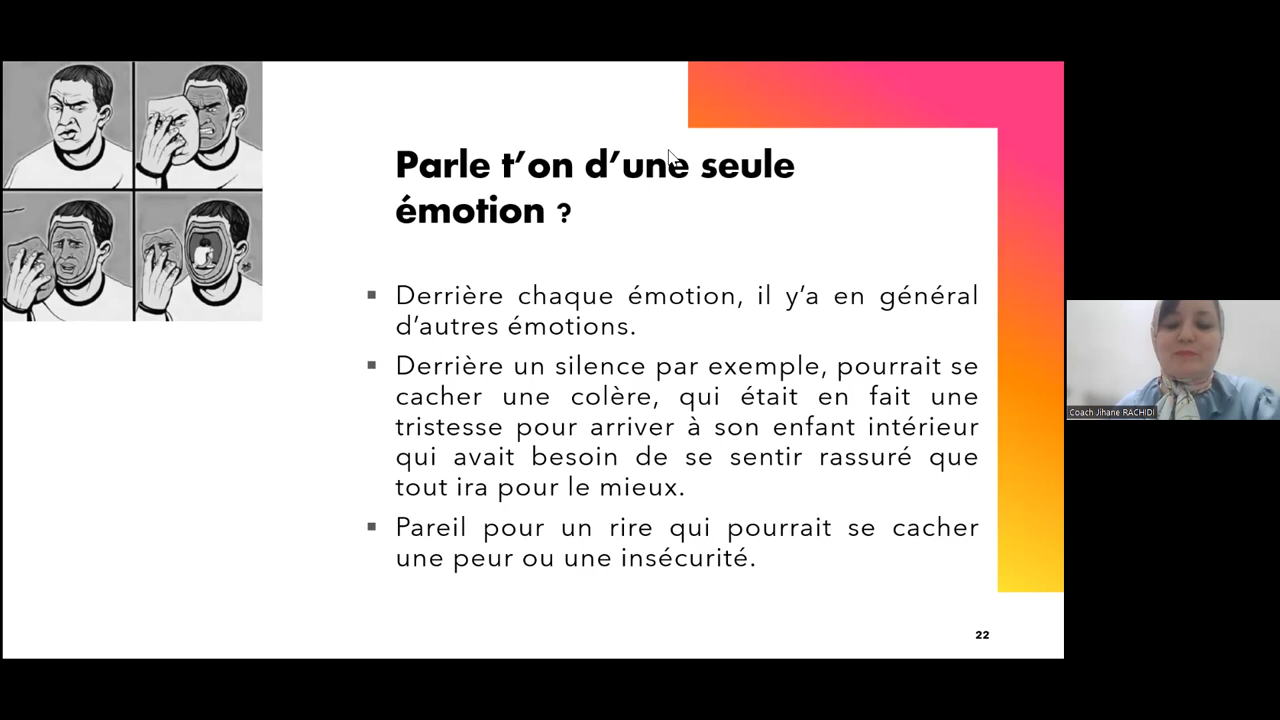 Parle t’on d’une seule
émotion ?
▪ Derrière chaque émotion, il y’a en général
d’autres émotions.
▪ Derrière un silence par exemple, pourrait se
cacher une colère, qui était en fait une
tristesse pour arriver à son enfant intérieur
qui avait besoin de se sentir rassuré que
tout ira pour le mieux.
▪ Pareil pour un rire qui pourrait se cacher
une peur ou une insécurité.
22
Coach Jihane RACHIDI